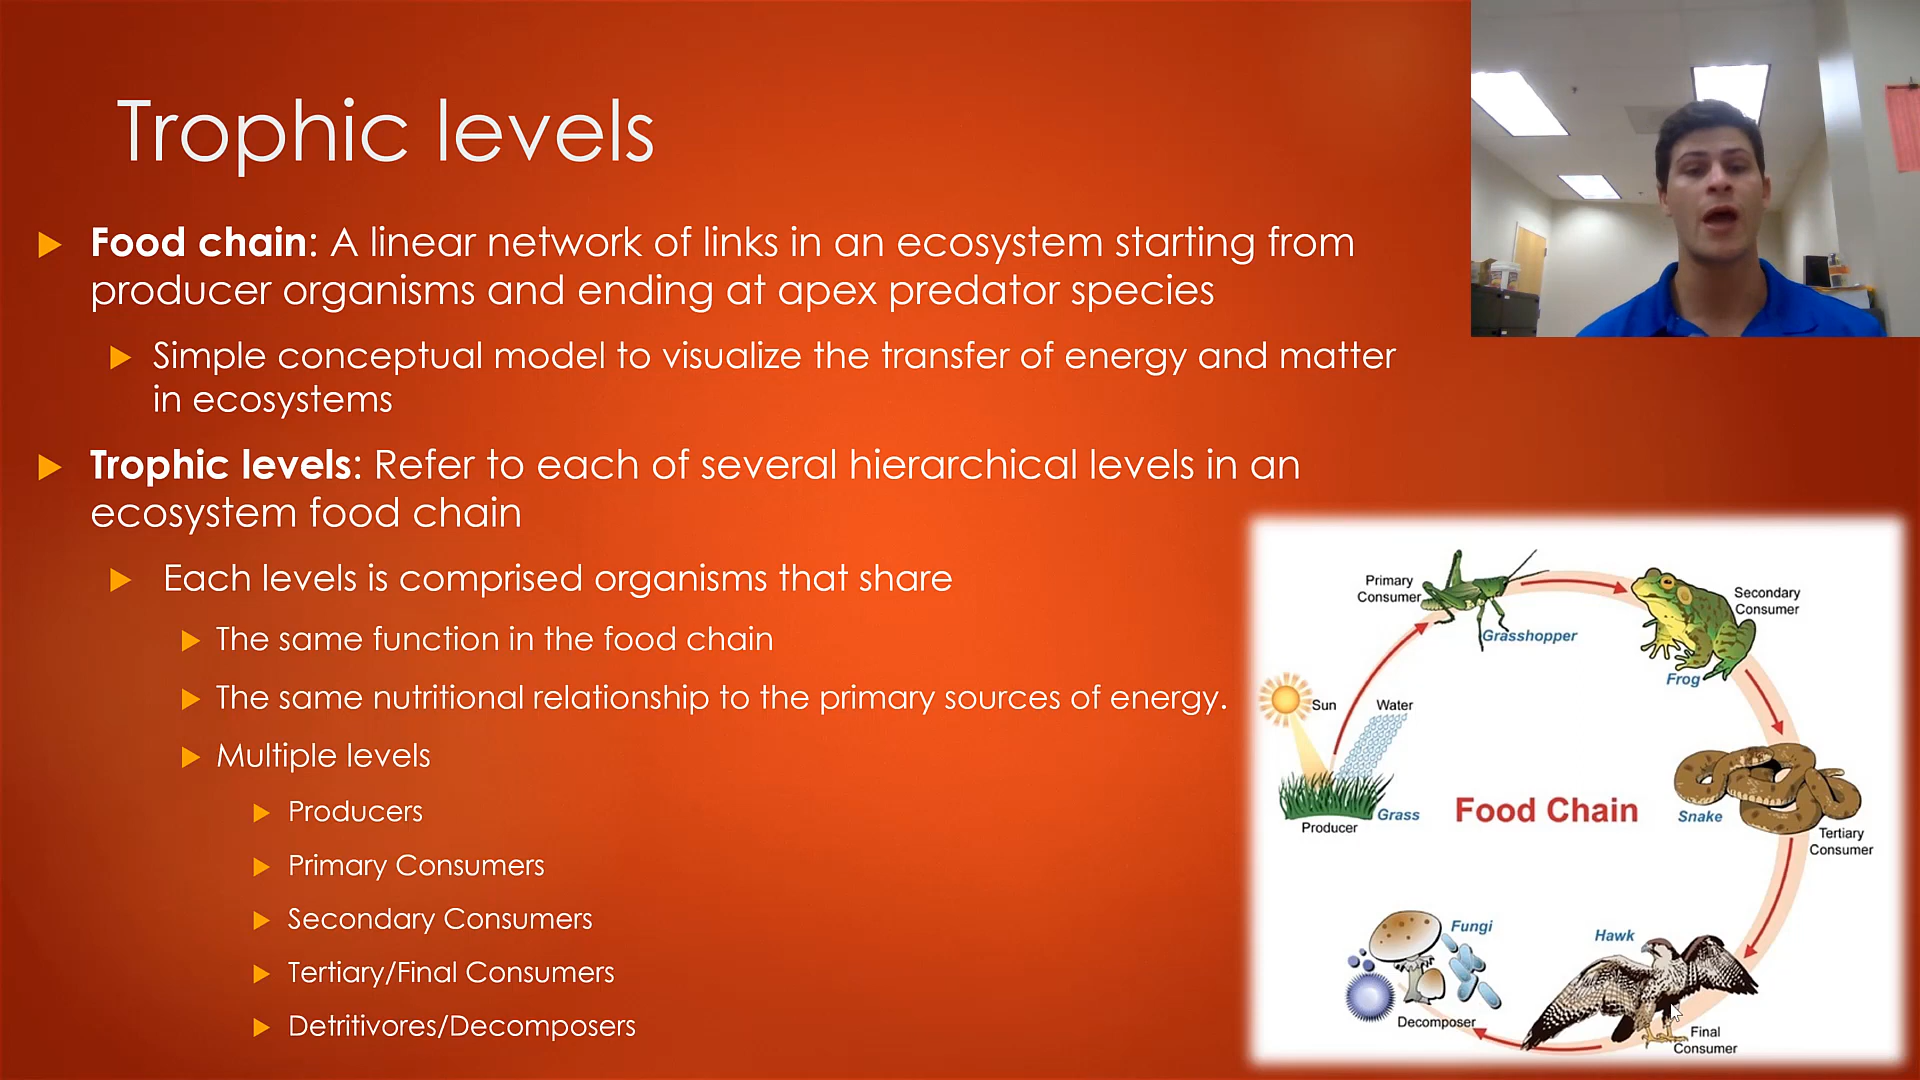 Trophic levels
Food chain: A linear network of links in an ecosystem starting from
producer organisms and ending at apex predator species
Simple conceptual model to visualize the transfer of energy and matter
in ecosystems
Trophic levels: Refer to each of several hierarchical levels in an
ecosystem food chain
Each levels is comprised organisms that share
The same function in the food chain
The same nutritional relationship to the primary sources of energy.
Multiple levels
Producers
Primary Consumers
Secondary Consumers
Tertiary/Final Consumers
Detritivores/Decomposers
Primary
Consumer
Grasshopper
Secondary
Consumer
Frog
Sun
Water
Grass
Producer
Food Chain
Snake
Tertiary
Consumer
Fungi
Hawk
Decomposer
Final
Consumer